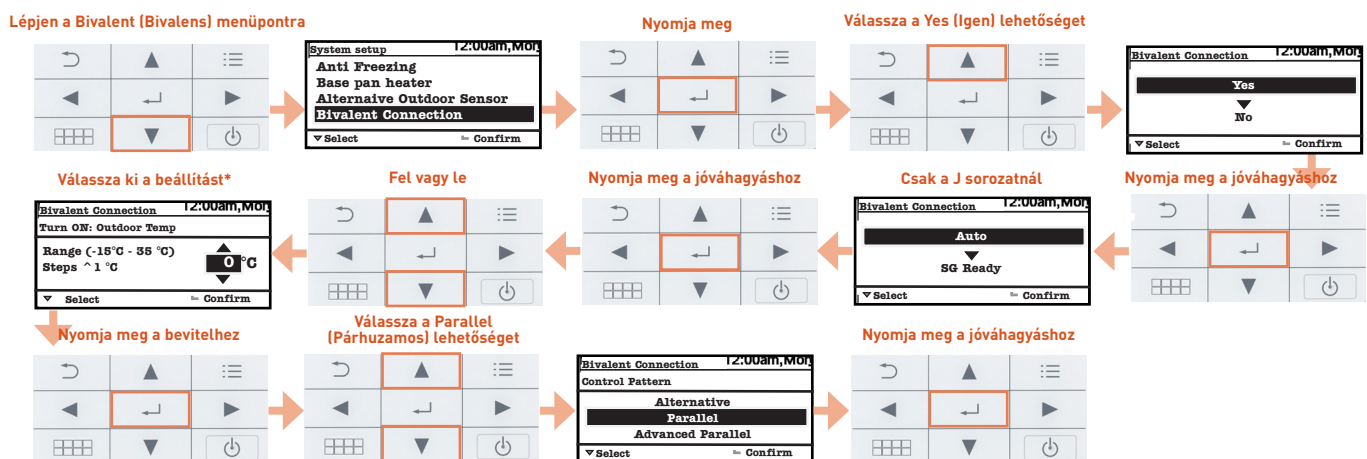 Lépjen a Bivalent (Bivalens) menüpontra
System setup 12:00am,Mon
Anti Freezing
Base pan heater
Alternaive Outdoor Sensor
Bivalent Connection
Select Confirm
Nyomja meg
Válassza a Yes (Igen) lehetőséget
Bivalent Connection 12:00am,Mon
Yes
No
Select Confirm
Nyomja meg a jóváhagyáshoz
Csak a J sorozatnál
Bivalent Connection 12:00am,Mon
Auto
SG Ready
Select Confirm
Nyomja meg a jóváhagyáshoz
Fel vagy le
Válassza ki a beállítást*
Bivalent Connection 12:00am,Mon
Turn ON: Outdoor Temp
Range (-15°C - 35 °C)
Steps ^ 1 °C
0 °C
Select Confirm
Nyomja meg a bevitelhez
Válassza a Parallel
(Párhuzamos) lehetőséget
Bivalent Connection 12:00am,Mon
Control Pattern
Alternative
Parallel
Advanced Parallel
Select Confirm
Nyomja meg a jóváhagyáshoz